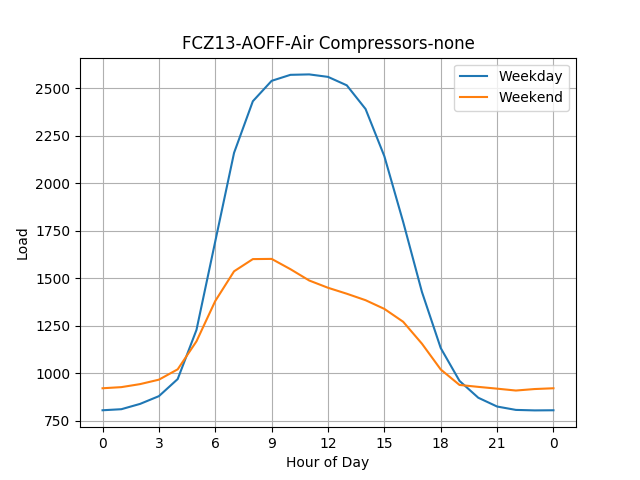 FCZ13-AOFF-Air Compressors-none
Weekday
Weekend
2500
2250
2000
1750
1500
1250
1000
750
Load
0 3 6 9 12 15 18 21 0
Hour of Day